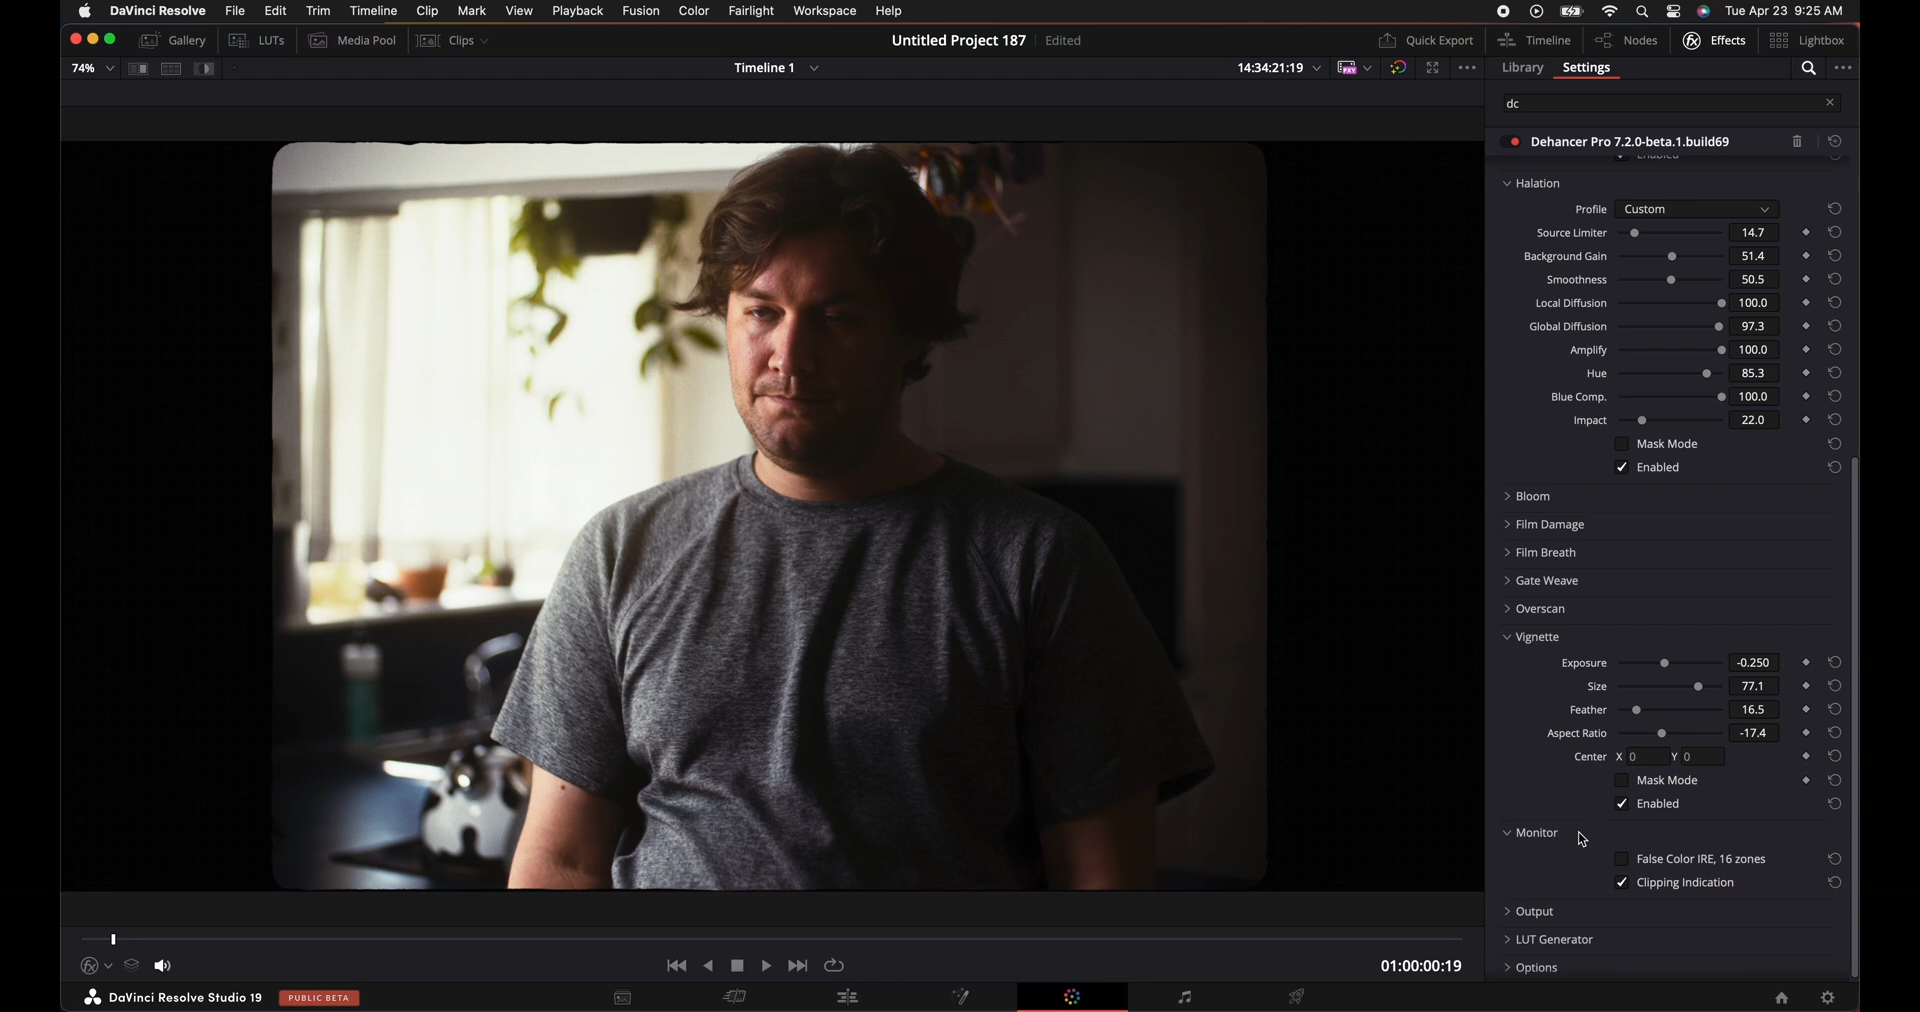 DaVinci Resolve File Edit Trim Timeline Clip Mark View Playback Fusion Color Fairlight Workspace Help Tue Apr 23 9:25 AM
Gallery LUTs Media Pool Clips Untitled Project 187 Edited Quick Export Timeline Nodes Effects Lightbox
74% Timeline 1 14:34:21:19 PXY Library Settings
dc
Dehancer Pro 7.2.0-beta.1.build69
Enabled
Halation
Profile Custom
Source Limiter 14.7
Background Gain 51.4
Smoothness 50.5
Local Diffusion 100.0
Global Diffusion 97.3
Amplify 100.0
Hue 85.3
Blue Comp. 100.0
Impact 22.0
Mask Mode
Enabled
Bloom
Film Damage
Film Breath
Gate Weave
Overscan
Vignette
Exposure -0.250
Size 77.1
Feather 16.5
Aspect Ratio -17.4
Center X 0 Y 0
Mask Mode
Enabled
Monitor
False Color IRE, 16 zones
Clipping Indication
Output
LUT Generator
Options
01:00:00:19
DaVinci Resolve Studio 19 PUBLIC BETA